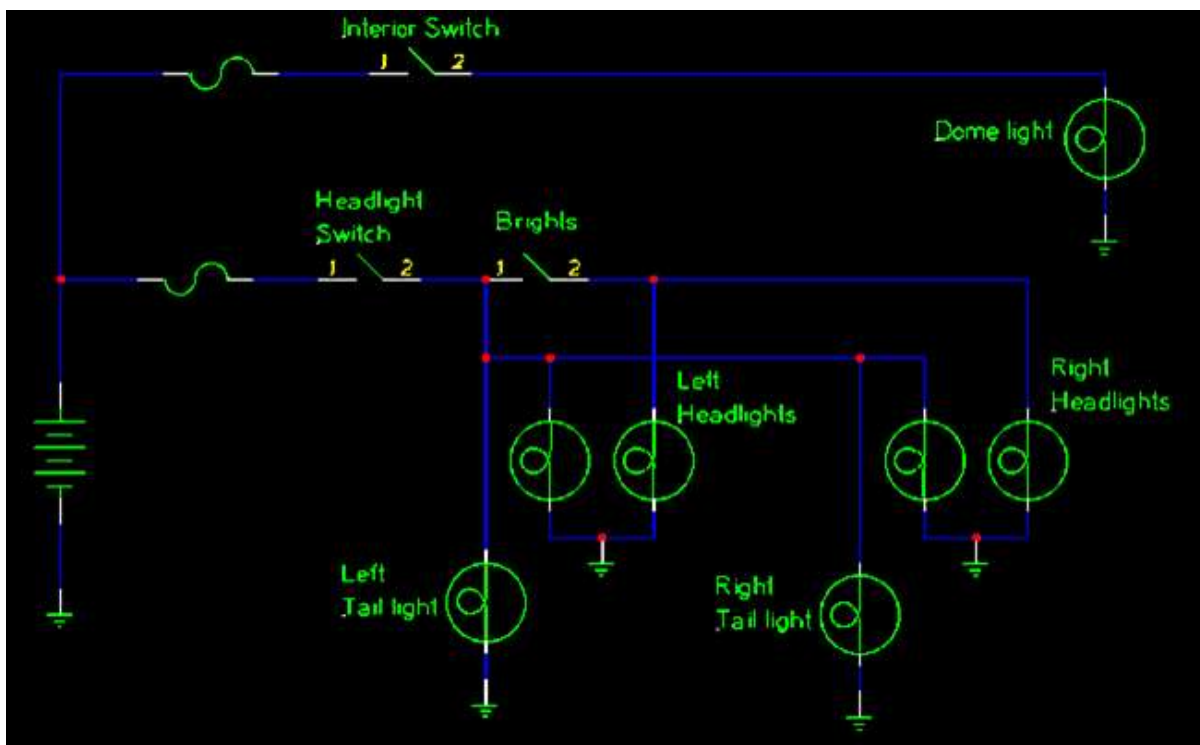 Interior Switch
1 2
Dome light
Headlight
Switch
1 2
Brights
1 2
Left
Headlights
Right
Headlights
Left
Tail light
Right
Tail light